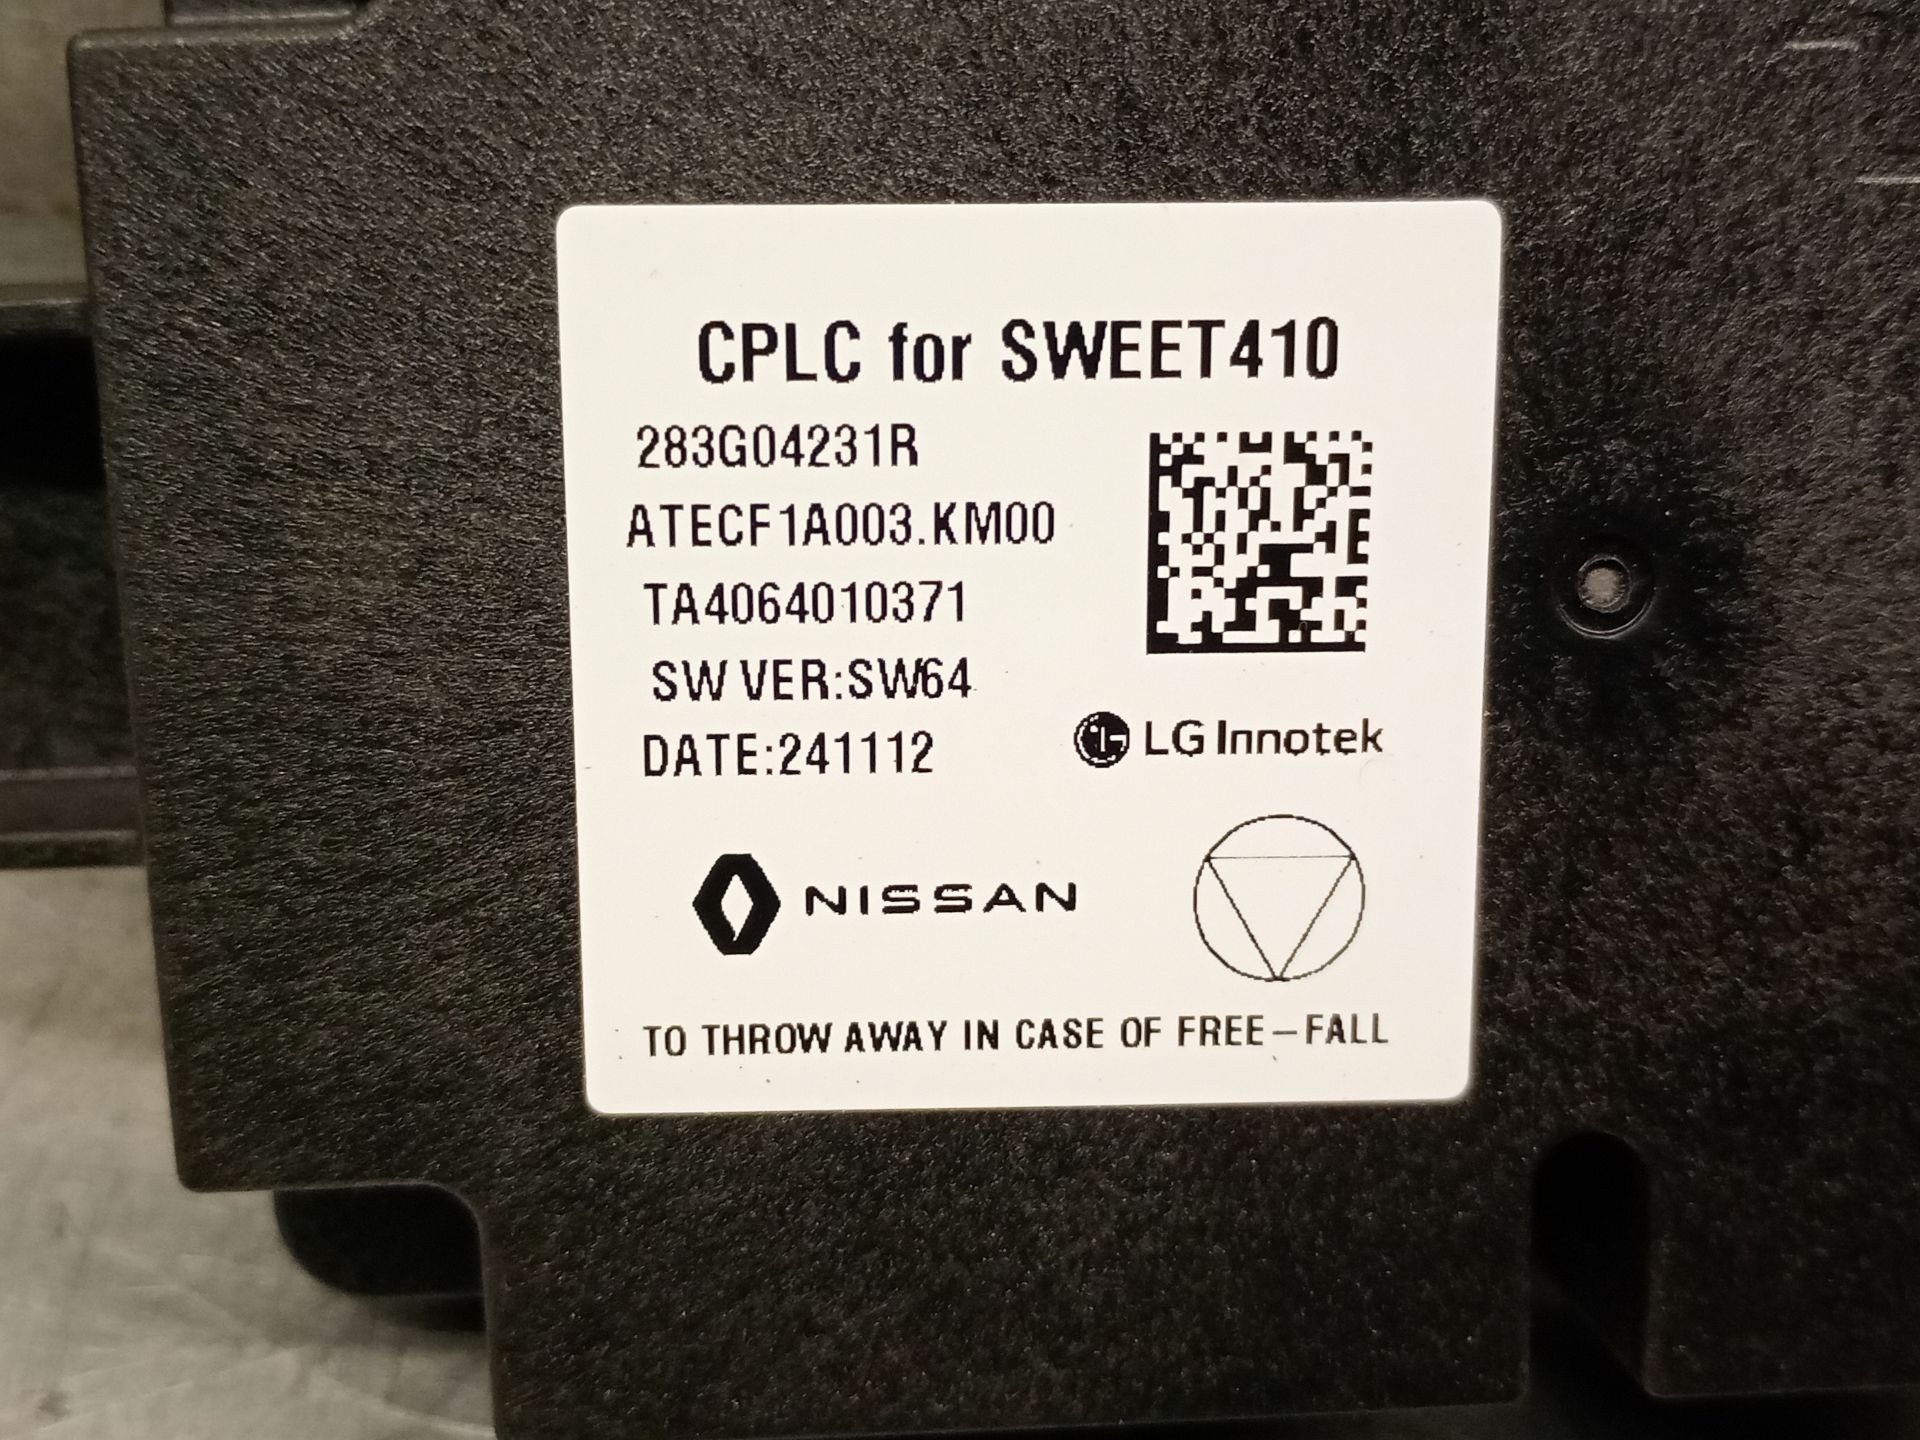 CPLC for SWEET410
283G04231R
ATECF1A003.KM00
TA4064010371
SW VER:SW64
DATE:241112
LG Innotek
NISSAN
TO THROW AWAY IN CASE OF FREE-FALL